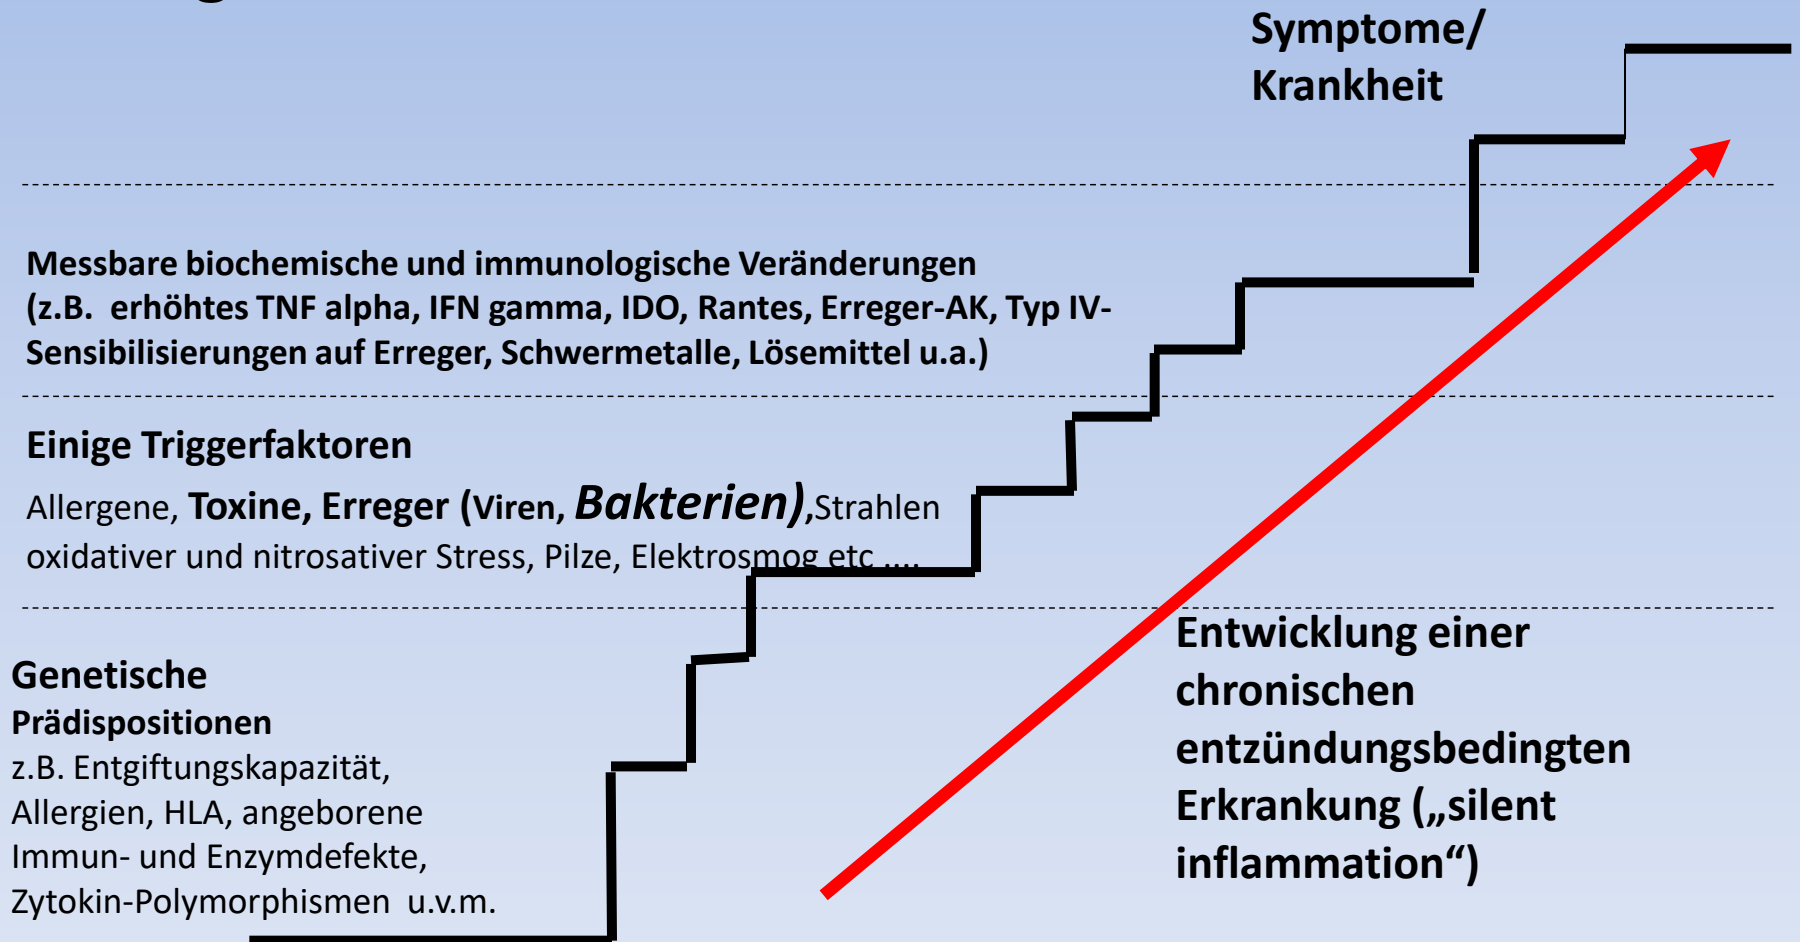 Symptome/
Krankheit
Messbare biochemische und immunologische Veränderungen
(z.B. erhöhtes TNF alpha, IFN gamma, IDO, Rantes, Erreger-AK, Typ IV-
Sensibilisierungen auf Erreger, Schwermetalle, Lösemittel u.a.)
Einige Triggerfaktoren
Allergene, Toxine, Erreger (Viren, Bakterien),Strahlen
oxidativer und nitrosativer Stress, Pilze, Elektrosmog etc ....
Genetische
Prädispositionen
z.B. Entgiftungskapazität,
Allergien, HLA, angeborene
Immun- und Enzymdefekte,
Zytokin-Polymorphismen u.v.m.
Entwicklung einer
chronischen
entzündungsbedingten
Erkrankung („silent
inflammation“)